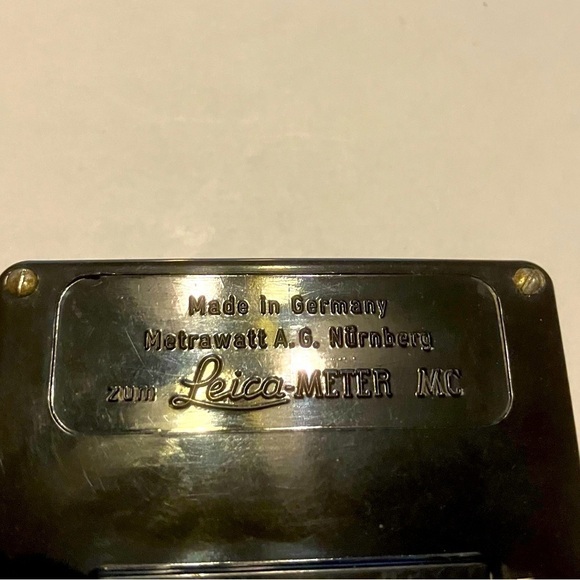 Made in Germany
Metrawatt A.G. Nürnberg
zum Leica-METER MC